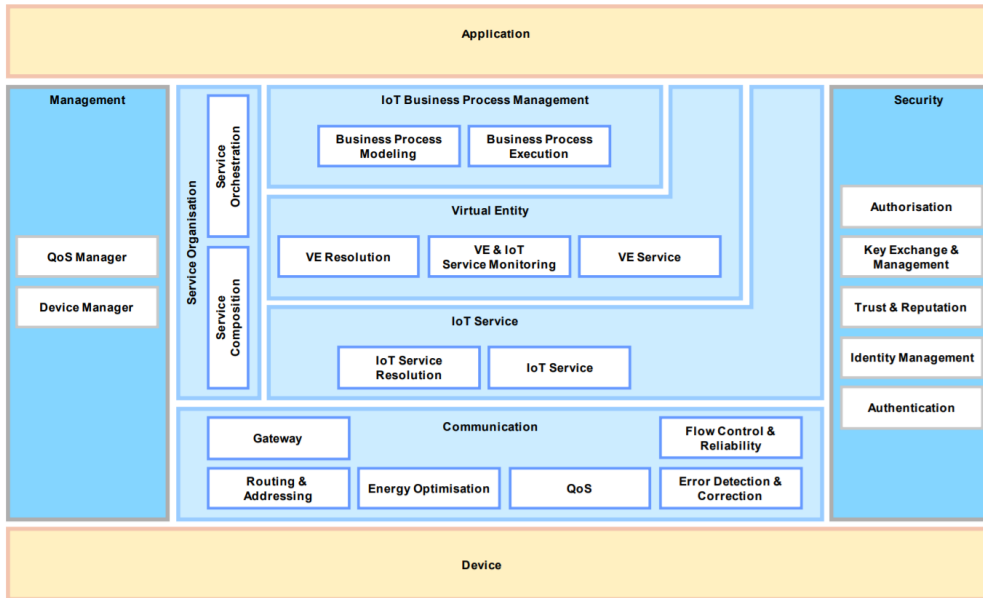 Application
Management
QoS Manager
Device Manager
Service Organisation
Service
Orchestration
Service
Composition
IoT Business Process Management
Business Process
Modeling
Business Process
Execution
Virtual Entity
VE Resolution
VE & IoT
Service Monitoring
VE Service
IoT Service
IoT Service
Resolution
IoT Service
Communication
Gateway
Flow Control &
Reliability
Routing &
Addressing
Energy Optimisation
QoS
Error Detection &
Correction
Security
Authorisation
Key Exchange &
Management
Trust & Reputation
Identity Management
Authentication
Device